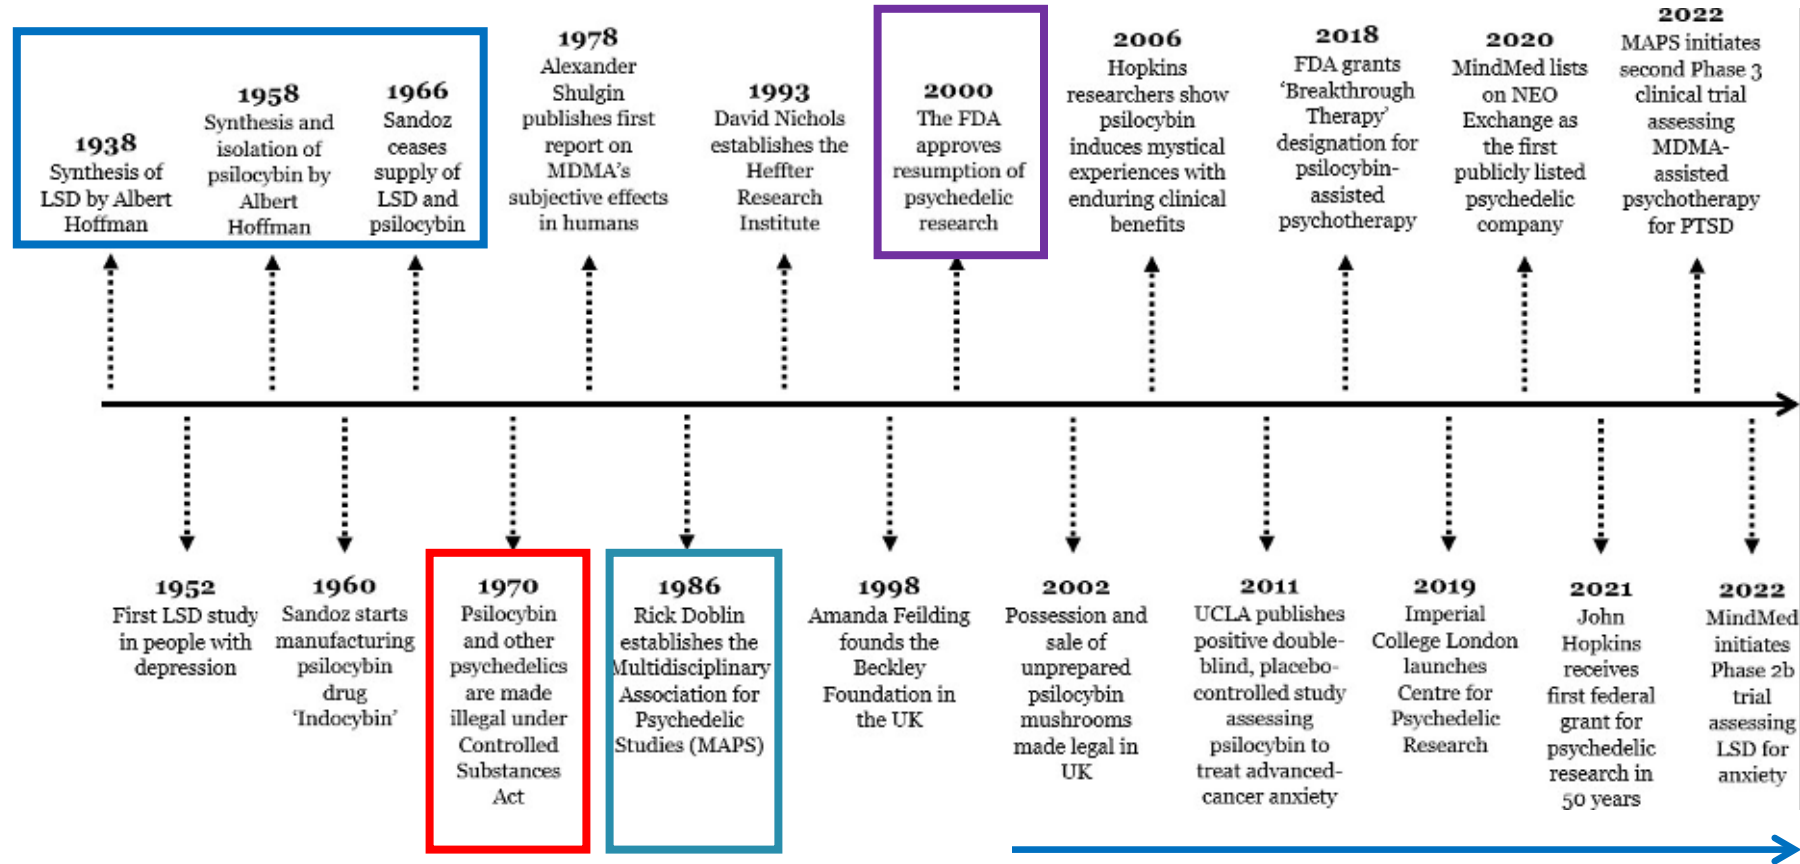 1938
Synthesis of
LSD by Albert
Hoffman
1958
Synthesis and
isolation of
psilocybin by
Albert
Hoffman
1966
Sandoz
ceases
supply of
LSD and
psilocybin
1978
Alexander
Shulgin
publishes first
report on
MDMA's
subjective effects
in humans
1993
David Nichols
establishes the
Heffter
Research
Institute
2000
The FDA
approves
resumption of
psychedelic
research
2006
Hopkins
researchers show
psilocybin
induces mystical
experiences with
enduring clinical
benefits
2018
FDA grants
‘Breakthrough
Therapy’
designation for
psilocybin-
assisted
psychotherapy
2020
MindMed lists
on NEO
Exchange as
the first
publicly listed
psychedelic
company
2022
MAPS initiates
second Phase 3
clinical trial
assessing
MDMA-
assisted
psychotherapy
for PTSD
1952
First LSD study
in people with
depression
1960
Sandoz starts
manufacturing
psilocybin
drug
‘Indocybin’
1970
Psilocybin
and other
psychedelics
are made
illegal under
Controlled
Substances
Act
1986
Rick Doblin
establishes the
Multidisciplinary
Association for
Psychedelic
Studies (MAPS)
1998
Amanda Feilding
founds the
Beckley
Foundation in
the UK
2002
Possession and
sale of
unprepared
psilocybin
mushrooms
made legal in
UK
2011
UCLA publishes
positive double-
blind, placebo-
controlled study
assessing
psilocybin to
treat advanced-
cancer anxiety
2019
Imperial
College London
launches
Centre for
Psychedelic
Research
2021
John
Hopkins
receives
first federal
grant for
psychedelic
research in
50 years
2022
MindMed
initiates
Phase 2b
trial
assessing
LSD for
anxiety